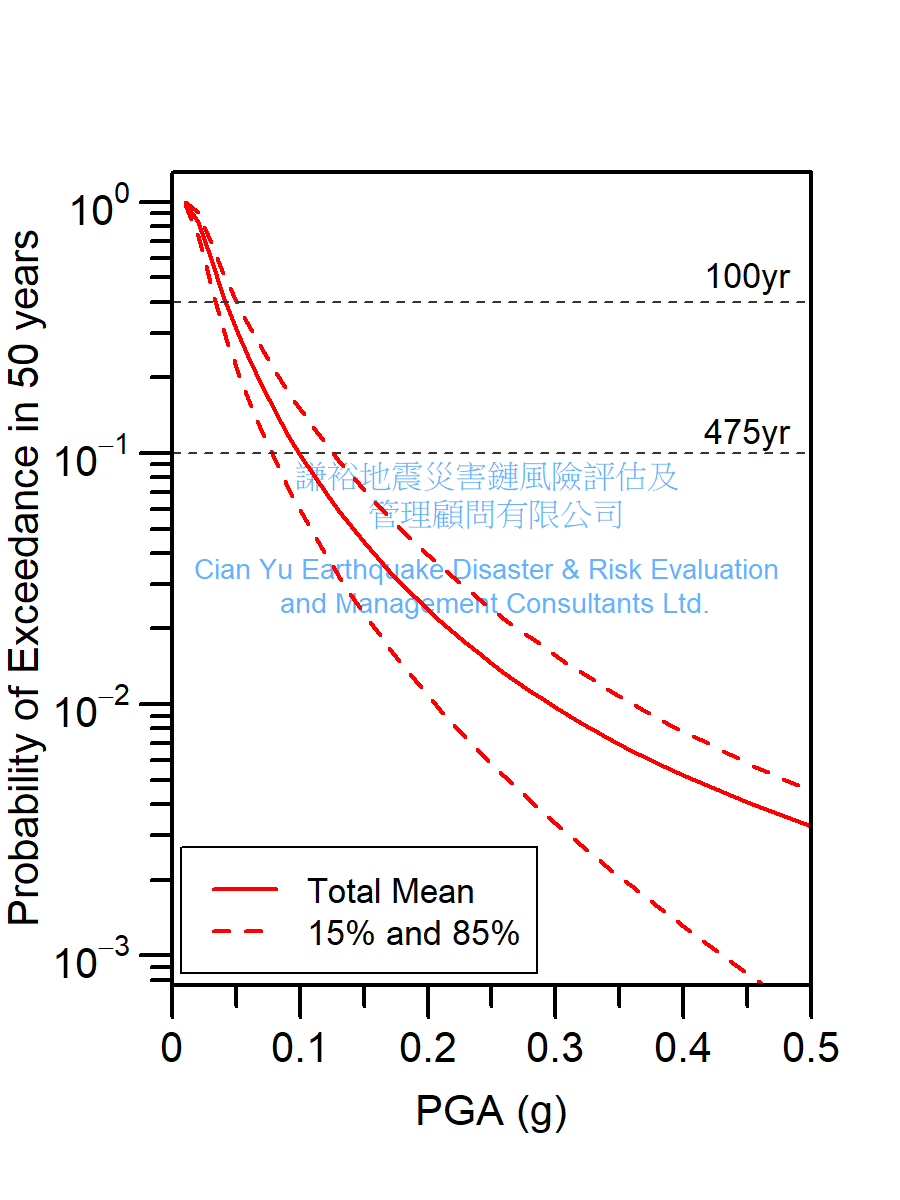 10⁰
100yr
475yr
10⁻¹
謙裕地震災害鏈風險評估及
管理顧問有限公司
Cian Yu Earthquake Disaster & Risk Evaluation
and Management Consultants Ltd.
Probability of Exceedance in 50 years
10⁻²
Total Mean
15% and 85%
10⁻³
0 0.1 0.2 0.3 0.4 0.5
PGA (g)